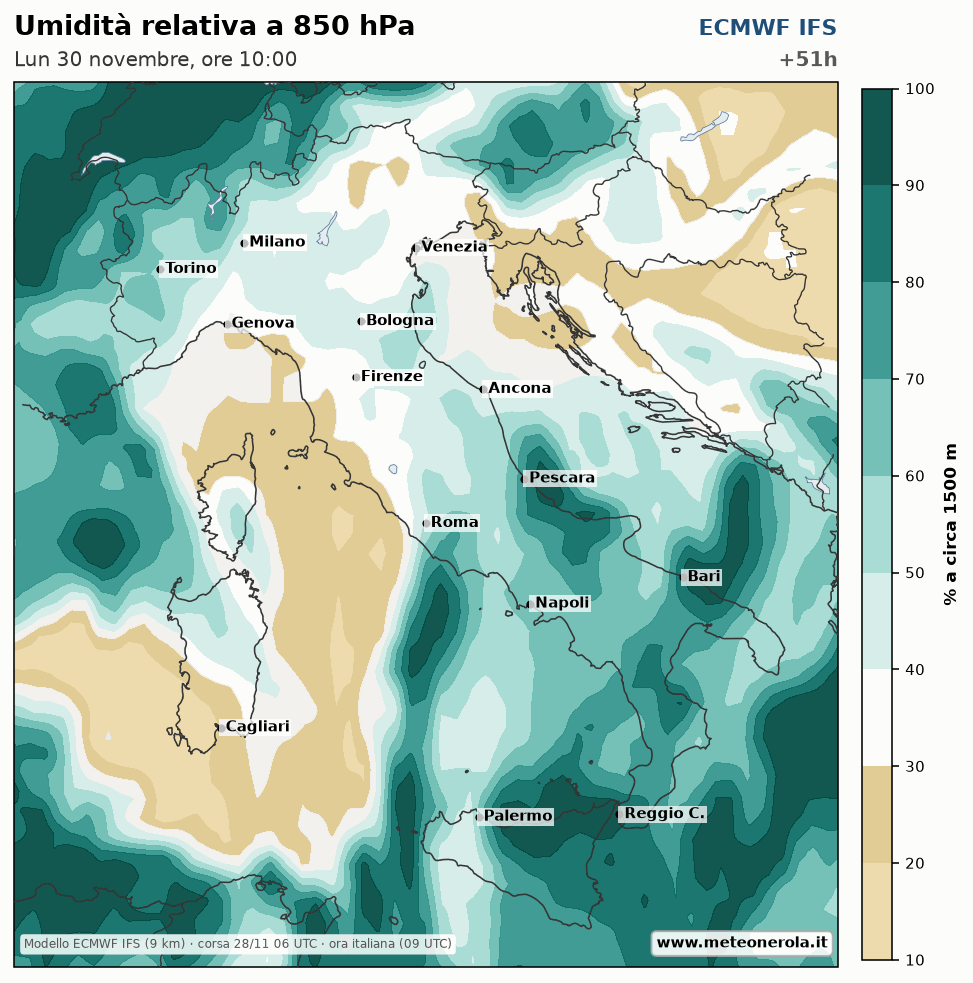 Umidità relativa a 850 hPa
ECMWF IFS
Lun 30 novembre, ore 10:00
+51h
Milano
Venezia
Torino
Genova
Bologna
Firenze
Ancona
Pescara
Roma
Bari
Napoli
Cagliari
Palermo
Reggio C.
100
90
80
70
60
50
40
30
20
10
% a circa 1500 m
Modello ECMWF IFS (9 km) · corsa 28/11 06 UTC · ora italiana (09 UTC)
www.meteonerola.it